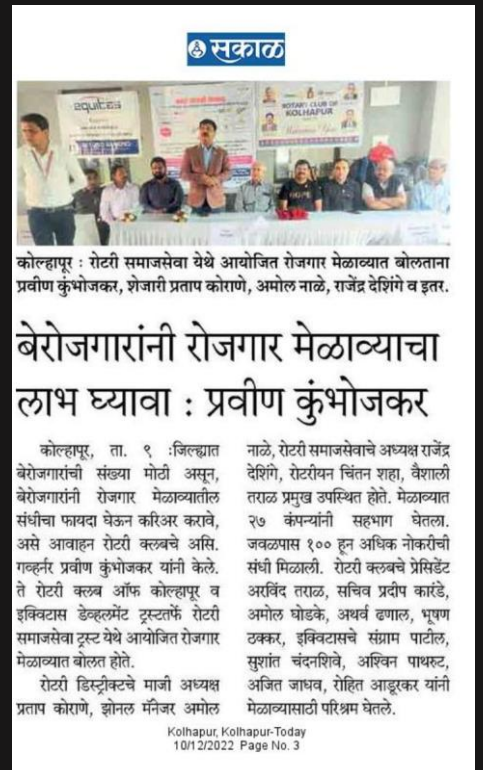 सकाळ
equitas
ROTARY CLUB OF
KOLHAPUR
कोल्हापूर : रोटरी समाजसेवा येथे आयोजित रोजगार मेळाव्यात बोलताना
प्रवीण कुंभोजकर, शेजारी प्रताप कोराणे, अमोल नाळे, राजेंद्र देशिंगे व इतर.
बेरोजगारांनी रोजगार मेळाव्याचा
लाभ घ्यावा : प्रवीण कुंभोजकर
कोल्हापूर, ता. ९ :जिल्ह्यात
बेरोजगारांची संख्या मोठी असून,
बेरोजगारांनी रोजगार मेळाव्यातील
संधीचा फायदा घेऊन करिअर करावे,
असे आवाहन रोटरी क्लबचे असि.
गव्हर्नर प्रवीण कुंभोजकर यांनी केले.
ते रोटरी क्लब ऑफ कोल्हापूर व
इक्विटास डेव्हलमेंट ट्रस्टतर्फे रोटरी
समाजसेवा ट्रस्ट येथे आयोजित रोजगार
मेळाव्यात बोलत होते.
रोटरी डिस्ट्रीक्टचे माजी अध्यक्ष
प्रताप कोराणे, झोनल मॅनेजर अमोल
नाळे, रोटरी समाजसेवाचे अध्यक्ष राजेंद्र
देशिंगे, रोटरीयन चिंतन शहा, वैशाली
तराळ प्रमुख उपस्थित होते. मेळाव्यात
२७ कंपन्यांनी सहभाग घेतला.
जवळपास १०० हून अधिक नोकरीची
संधी मिळाली. रोटरी क्लबचे प्रेसिडेंट
अरविंद तराळ, सचिव प्रदीप कारंडे,
अमोल घोडके, अथर्व ढणाल, भूषण
ठक्कर, इक्विटासचे संग्राम पाटील,
सुशांत चंदनशिवे, अश्विन पाथरुट,
अजित जाधव, रोहित आडूरकर यांनी
मेळाव्यासाठी परिश्रम घेतले.
Kolhapur, Kolhapur-Today
10/12/2022 Page No. 3